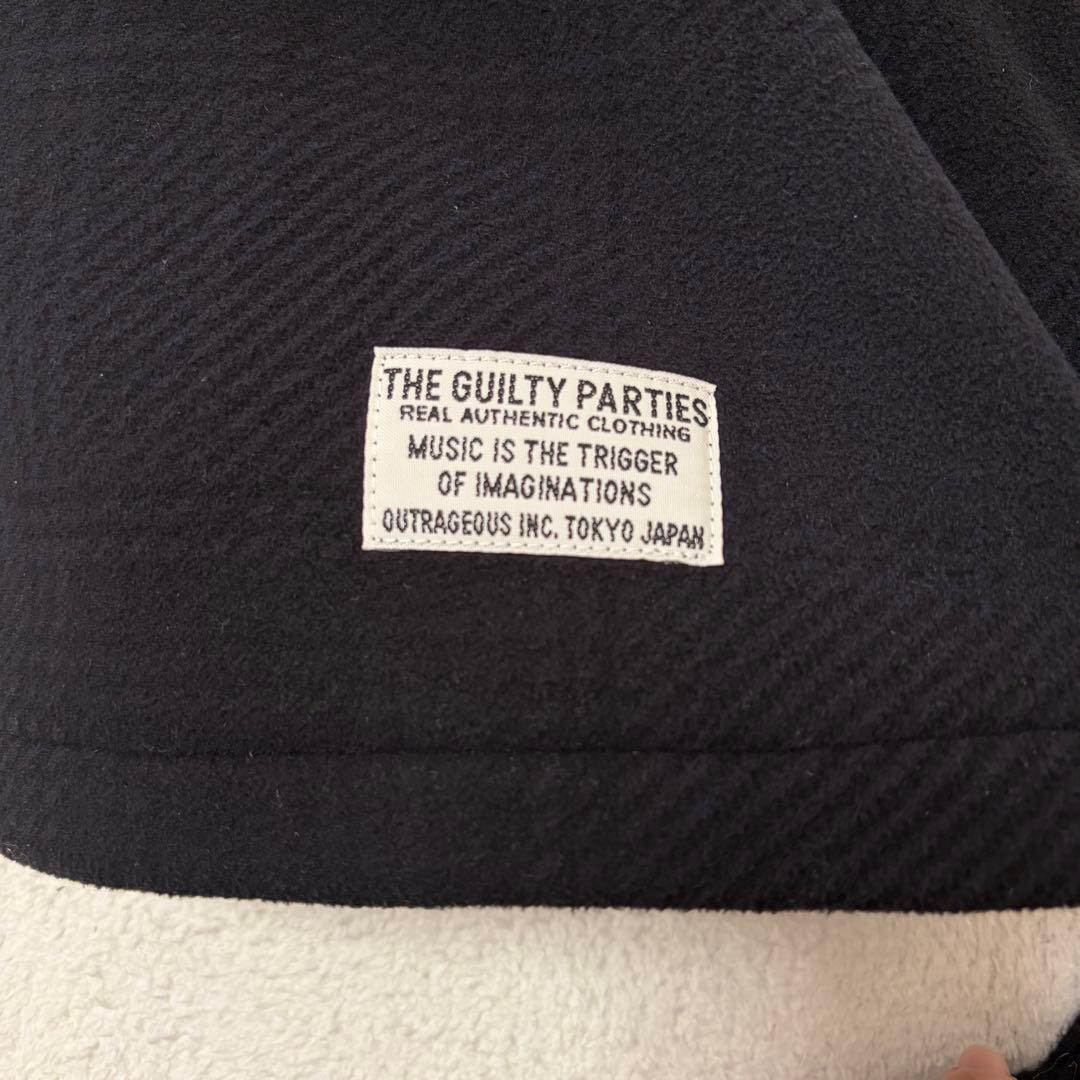 THE GUILTY PARTIES
REAL AUTHENTIC CLOTHING
MUSIC IS THE TRIGGER
OF IMAGINATIONS
OUTRAGEOUS INC. TOKYO JAPAN